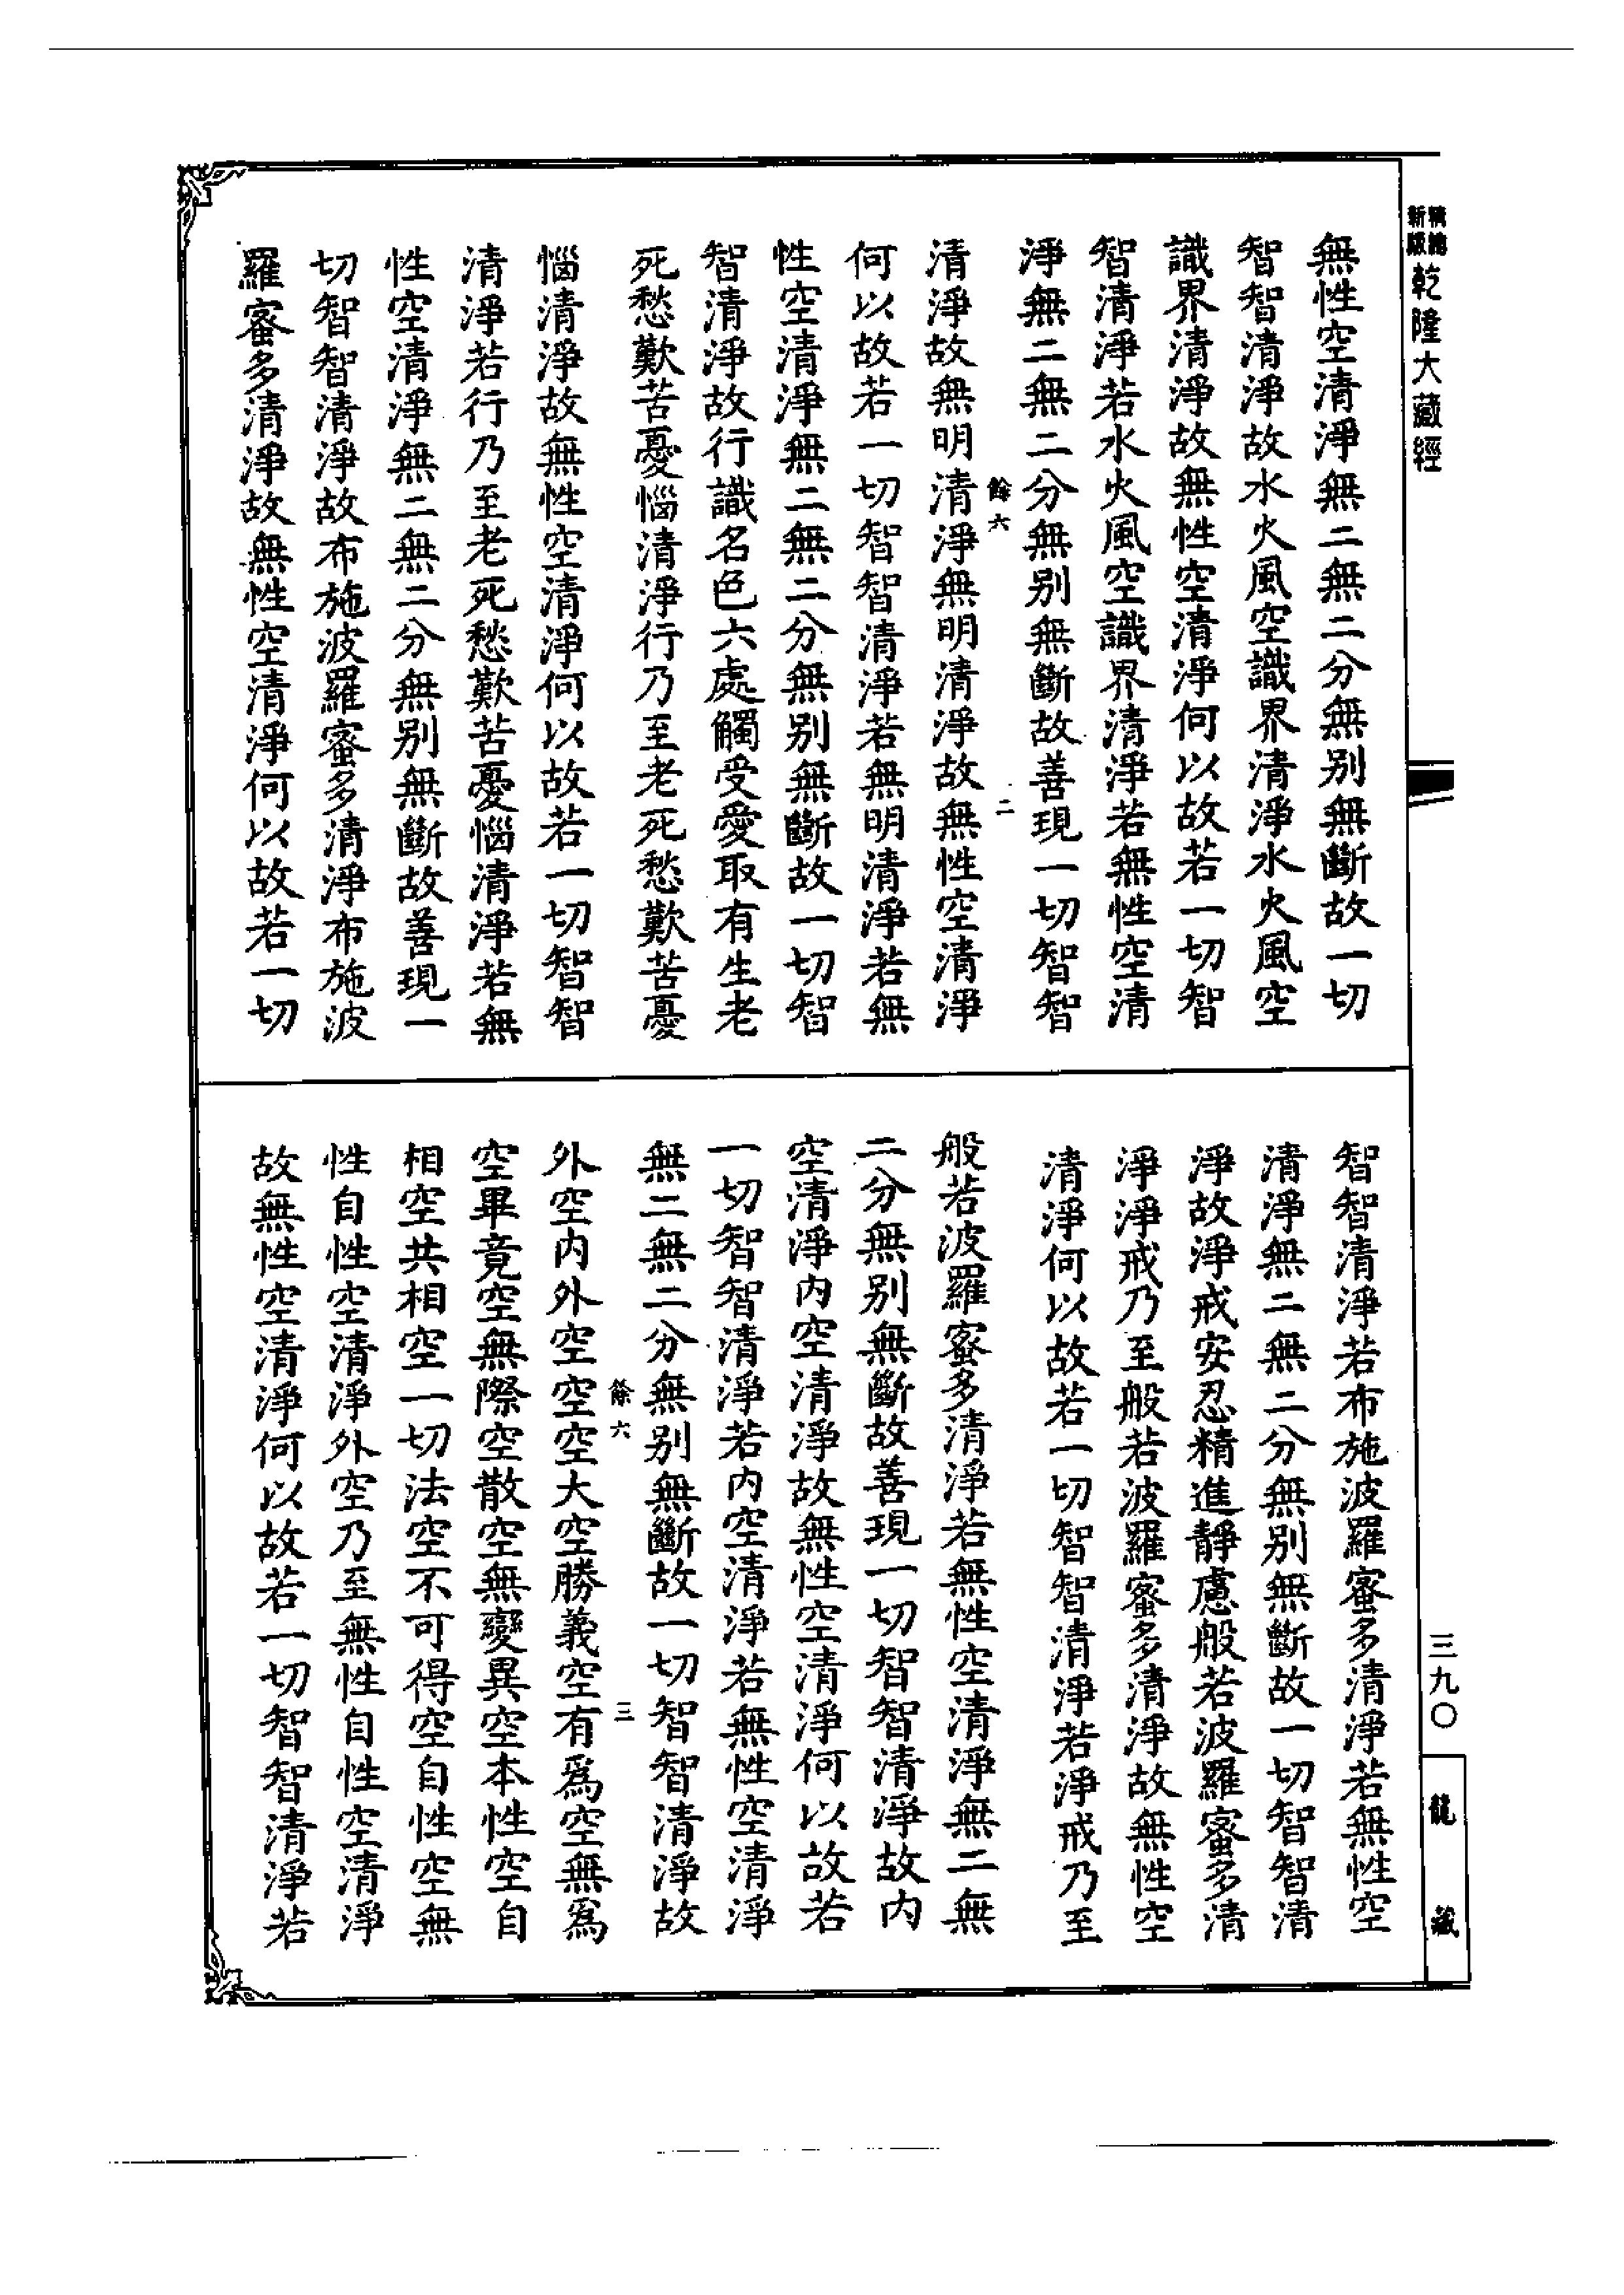 新版精縮乾隆大藏經
無性空清淨無二無二分無别無斷故一切
智智清淨故水火風空識界清淨水火風空
識界清淨故無性空清淨何以故若一切智
智清淨若水火風空識界清淨若無性空清
淨無二無二分無别無斷故善現一切智智
餘六
二
清淨故無明清淨無明清淨故無性空清淨
何以故若一切智智清淨若無明清淨若無
性空清淨無二無二分無别無斷故一切智
智清淨故行識名色六處觸受愛取有生老
死愁歎苦憂惱清淨行乃至老死愁歎苦憂
惱清淨故無性空清淨何以故若一切智智
清淨若行乃至老死愁歎苦憂惱清淨若無
性空清淨無二無二分無别無斷故善現一
切智智清淨故布施波羅蜜多清淨布施波
羅蜜多清淨故無性空清淨何以故若一切
智智清淨若布施波羅蜜多清淨若無性空
清淨無二無二分無别無斷故一切智智清
淨故淨戒安忍精進靜慮般若波羅蜜多清
淨淨戒乃至般若波羅蜜多清淨故無性空
清淨何以故若一切智智清淨若淨戒乃至
般若波羅蜜多清淨若無性空清淨無二無
二分無别無斷故善現一切智智清淨故内
空清淨内空清淨故無性空清淨何以故若
一切智智清淨若内空清淨若無性空清淨
無二無二分無别無斷故一切智智清淨故
餘六
三
外空内外空空空大空勝義空有爲空無爲
空畢竟空無際空散空無變異空本性空自
相空共相空一切法空不可得空自性空無
性自性空清淨外空乃至無性自性空清淨
故無性空清淨何以故若一切智智清淨若
三九〇
龍藏